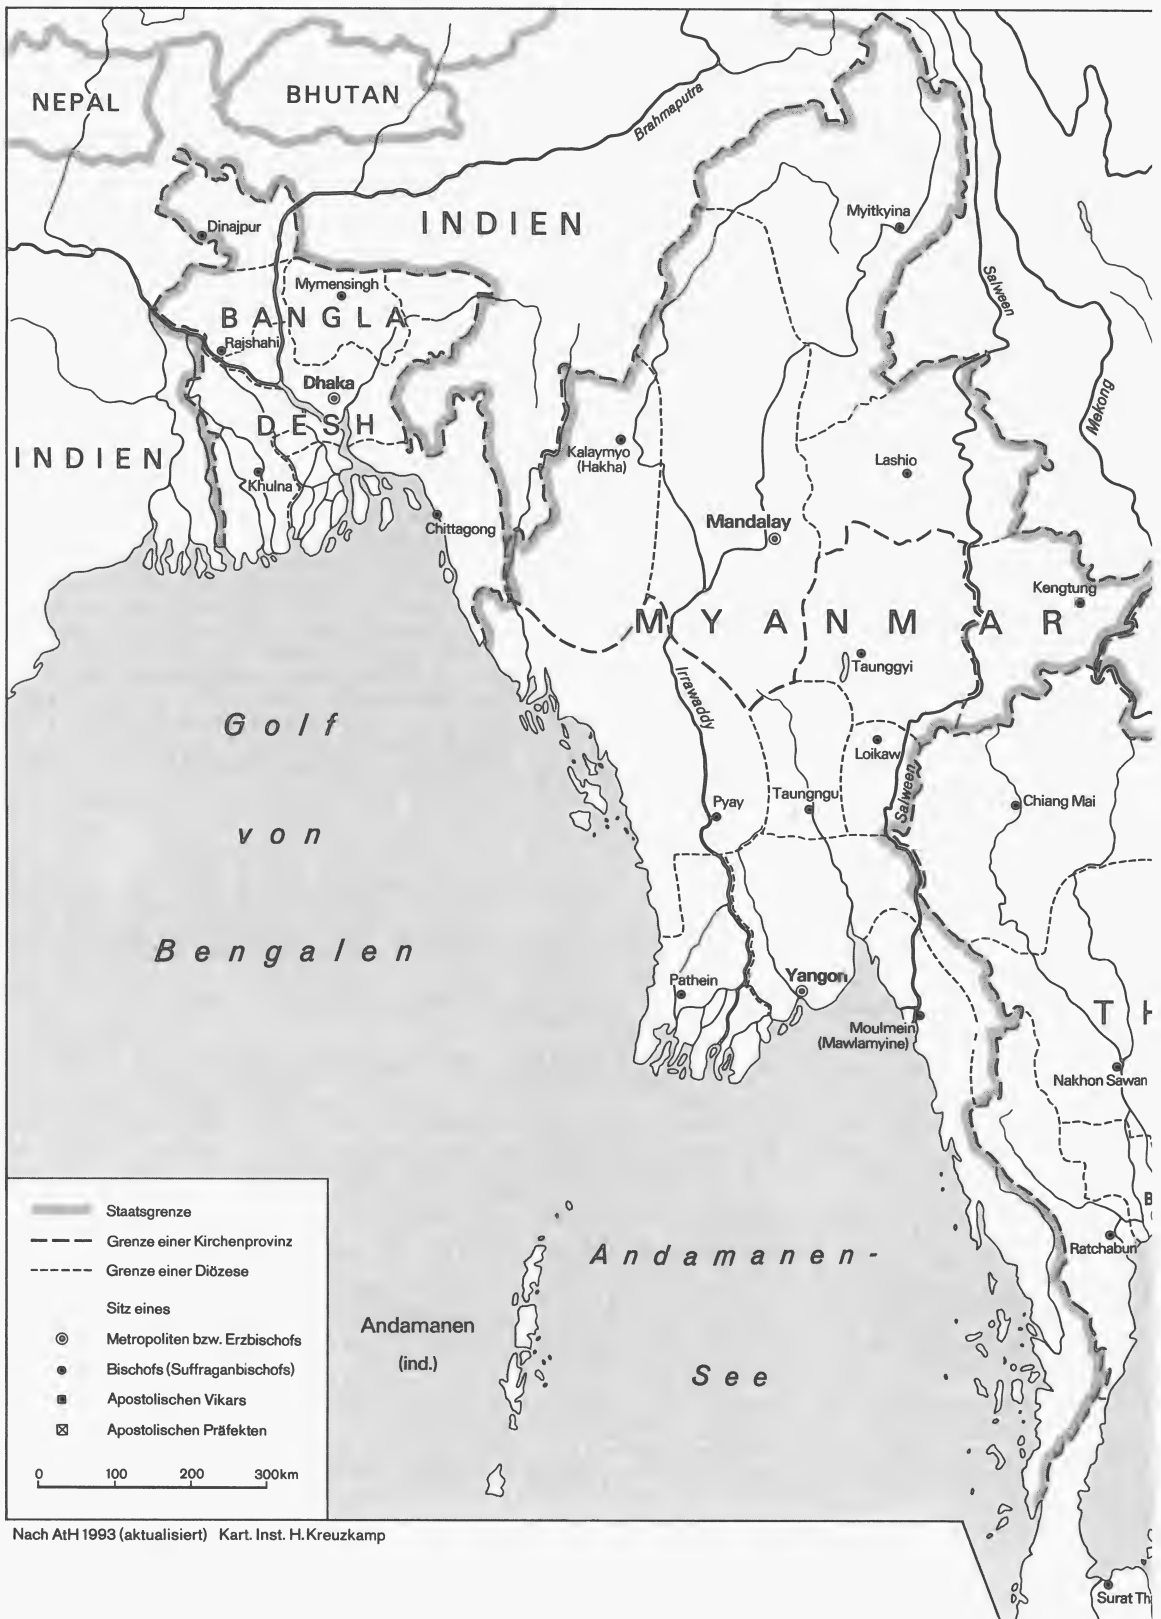 NEPAL
BHUTAN
Brahmaputra
INDIEN
Dinajpur
Myitkyina
Salween
Mymensingh
BANGLA
Rajshahi
Dhaka
DESH
Mekong
INDIEN
Kalaymyo
(Hakha)
Lashio
Khulna
Chittagong
Mandalay
Kengtung
MYANMAR
Taunggyi
Irrawaddy
Golf
von
Bengalen
Loikaw
Salween
Pyay
Taungngu
Chiang Mai
Pathein
Yangon
Moulmein
(Mawlamyine)
TH
Nakhon Sawan
B
Ratchabun
Staatsgrenze
Grenze einer Kirchenprovinz
Grenze einer Diözese
Sitz eines
Metropoliten bzw. Erzbischofs
Bischofs (Suffraganbischofs)
Apostolischen Vikars
Apostolischen Präfekten
0 100 200 300km
Andamanen-
See
Andamanen
(ind.)
Surat Th
Nach AtH 1993 (aktualisiert) Kart. Inst. H. Kreuzkamp